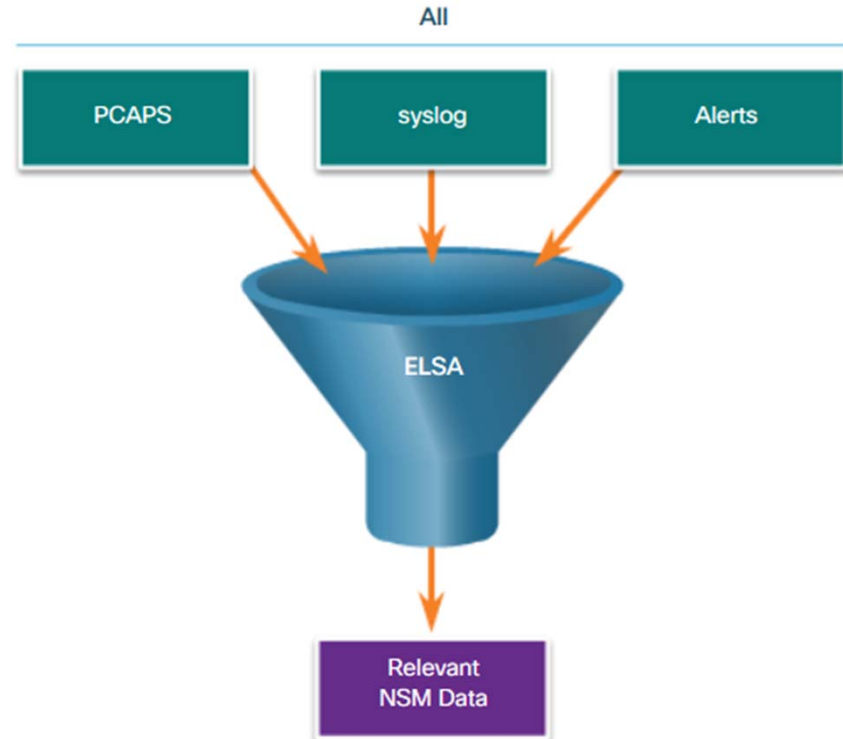 All
PCAPS
syslog
Alerts
ELSA
Relevant
NSM Data